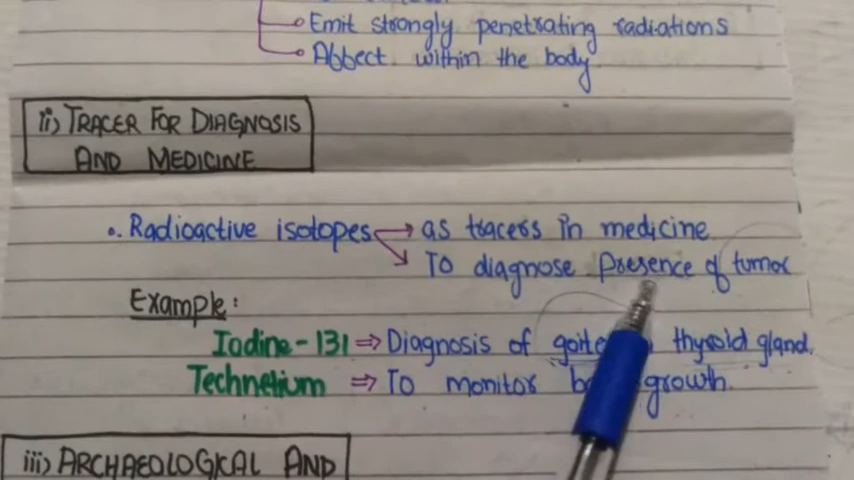 Emit strongly penetrating radiations
Abbect within the body
ii) TRACER FOR DIAGNOSIS
AND MEDICINE
Radioactive isotopes → as tracers in medicine
→ To diagnose Presence of tumor
Example:
Iodine-131 ⇒ Diagnosis of thyroid gland.
Technetium ⇒ To monitor growth.
iii) ARCHAEOLOGICAL AND